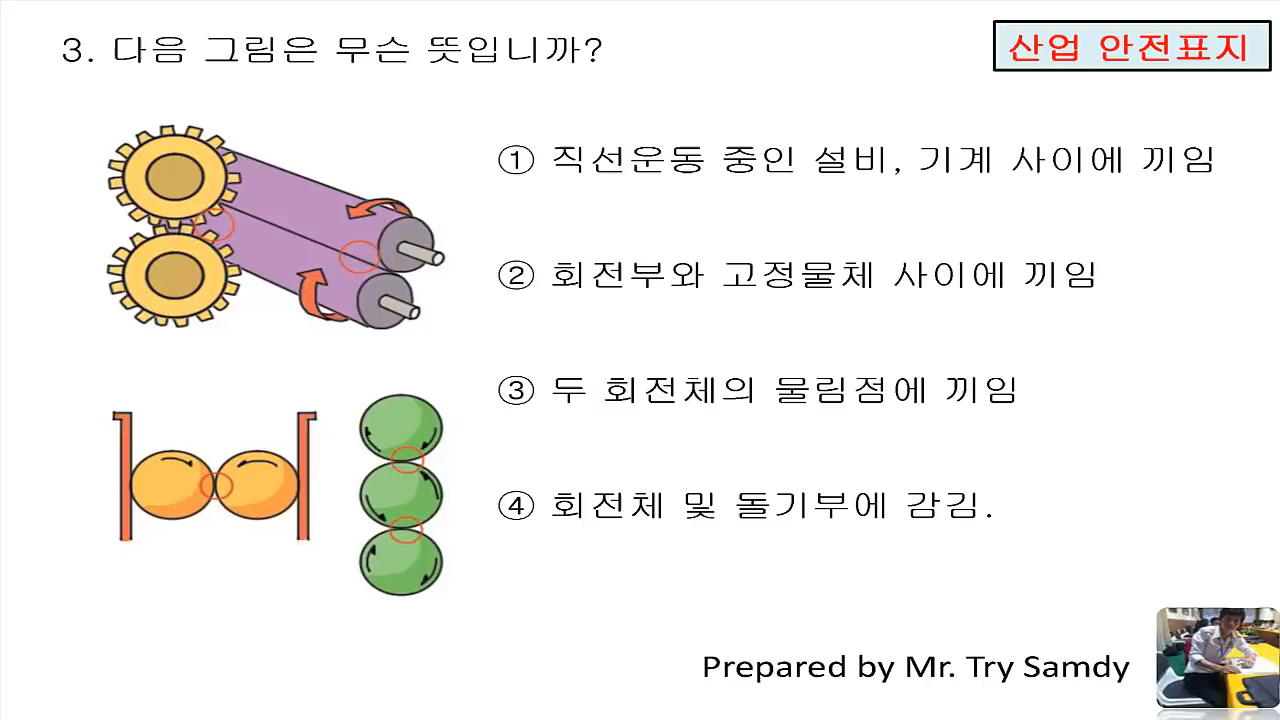 3. 다음 그림은 무슨 뜻입니까?
산업 안전표지
① 직선운동 중인 설비, 기계 사이에 끼임
② 회전부와 고정물체 사이에 끼임
③ 두 회전체의 물림점에 끼임
④ 회전체 및 돌기부에 감김.
Prepared by Mr. Try Samdy